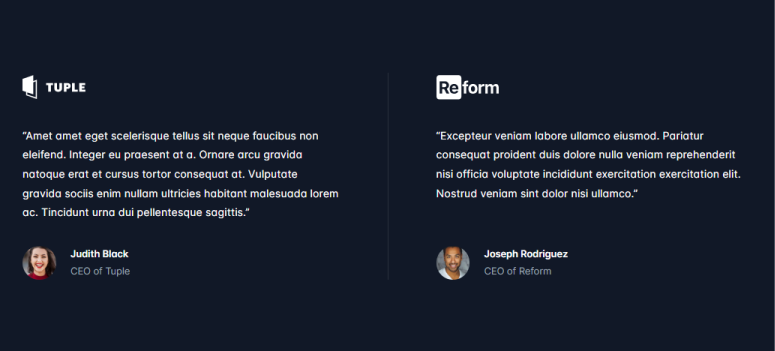 TUPLE
“Amet amet eget scelerisque tellus sit neque faucibus non
eleifend. Integer eu praesent at a. Ornare arcu gravida
natoque erat et cursus tortor consequat at. Vulputate
gravida sociis enim nullam ultricies habitant malesuada lorem
ac. Tincidunt urna dui pellentesque sagittis.”
Judith Black
CEO of Tuple
Reform
“Excepteur veniam labore ullamco eiusmod. Pariatur
consequat proident duis dolore nulla veniam reprehenderit
nisi officia voluptate incididunt exercitation exercitation elit.
Nostrud veniam sint dolor nisi ullamco.”
Joseph Rodriguez
CEO of Reform